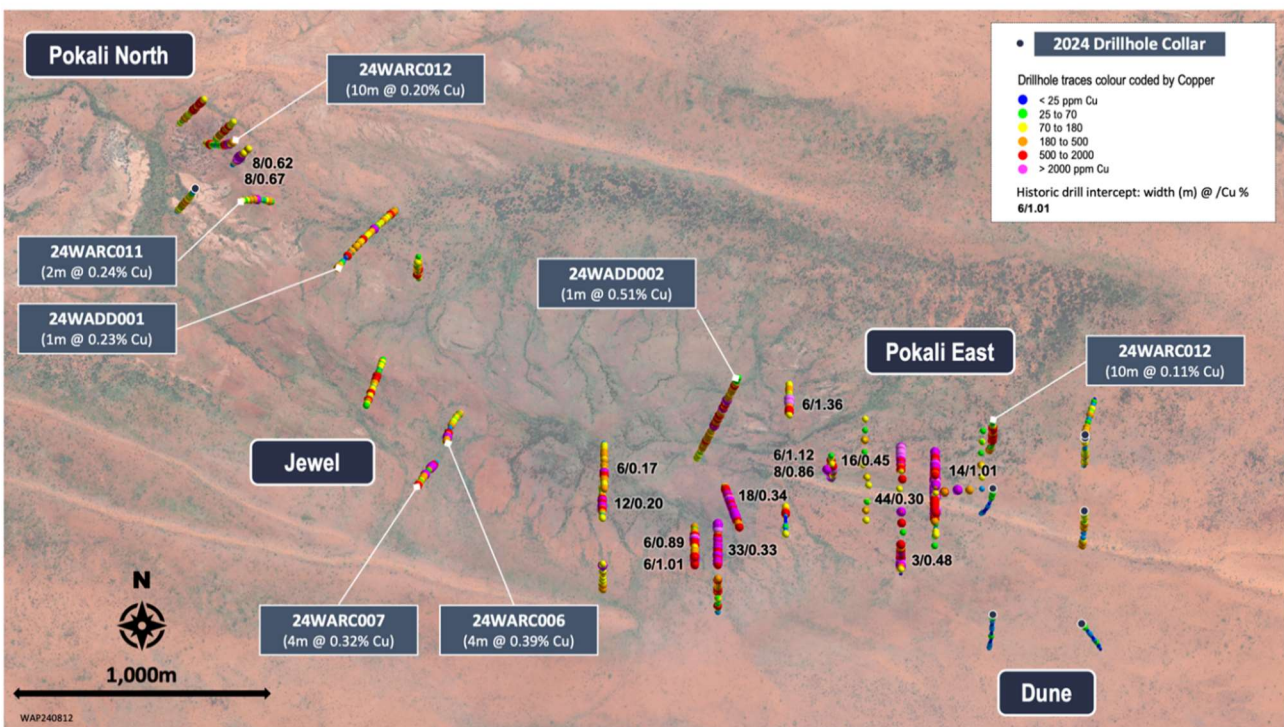 Pokali North
24WARC012
(10m @ 0.20% Cu)
2024 Drillhole Collar
Drillhole traces colour coded by Copper
< 25 ppm Cu
25 to 70
70 to 180
180 to 500
500 to 2000
> 2000 ppm Cu
Historic drill intercept: width (m) @ /Cu %
6/1.01
8/0.62
8/0.67
24WARC011
(2m @ 0.24% Cu)
24WADD001
(1m @ 0.23% Cu)
24WADD002
(1m @ 0.51% Cu)
Pokali East
24WARC012
(10m @ 0.11% Cu)
6/1.36
Jewel
6/1.12
8/0.86
16/0.45
14/1.01
6/0.17
12/0.20
18/0.34
44/0.30
6/0.89
6/1.01
33/0.33
3/0.48
N
24WARC007
(4m @ 0.32% Cu)
24WARC006
(4m @ 0.39% Cu)
1,000m
Dune
WAP240812